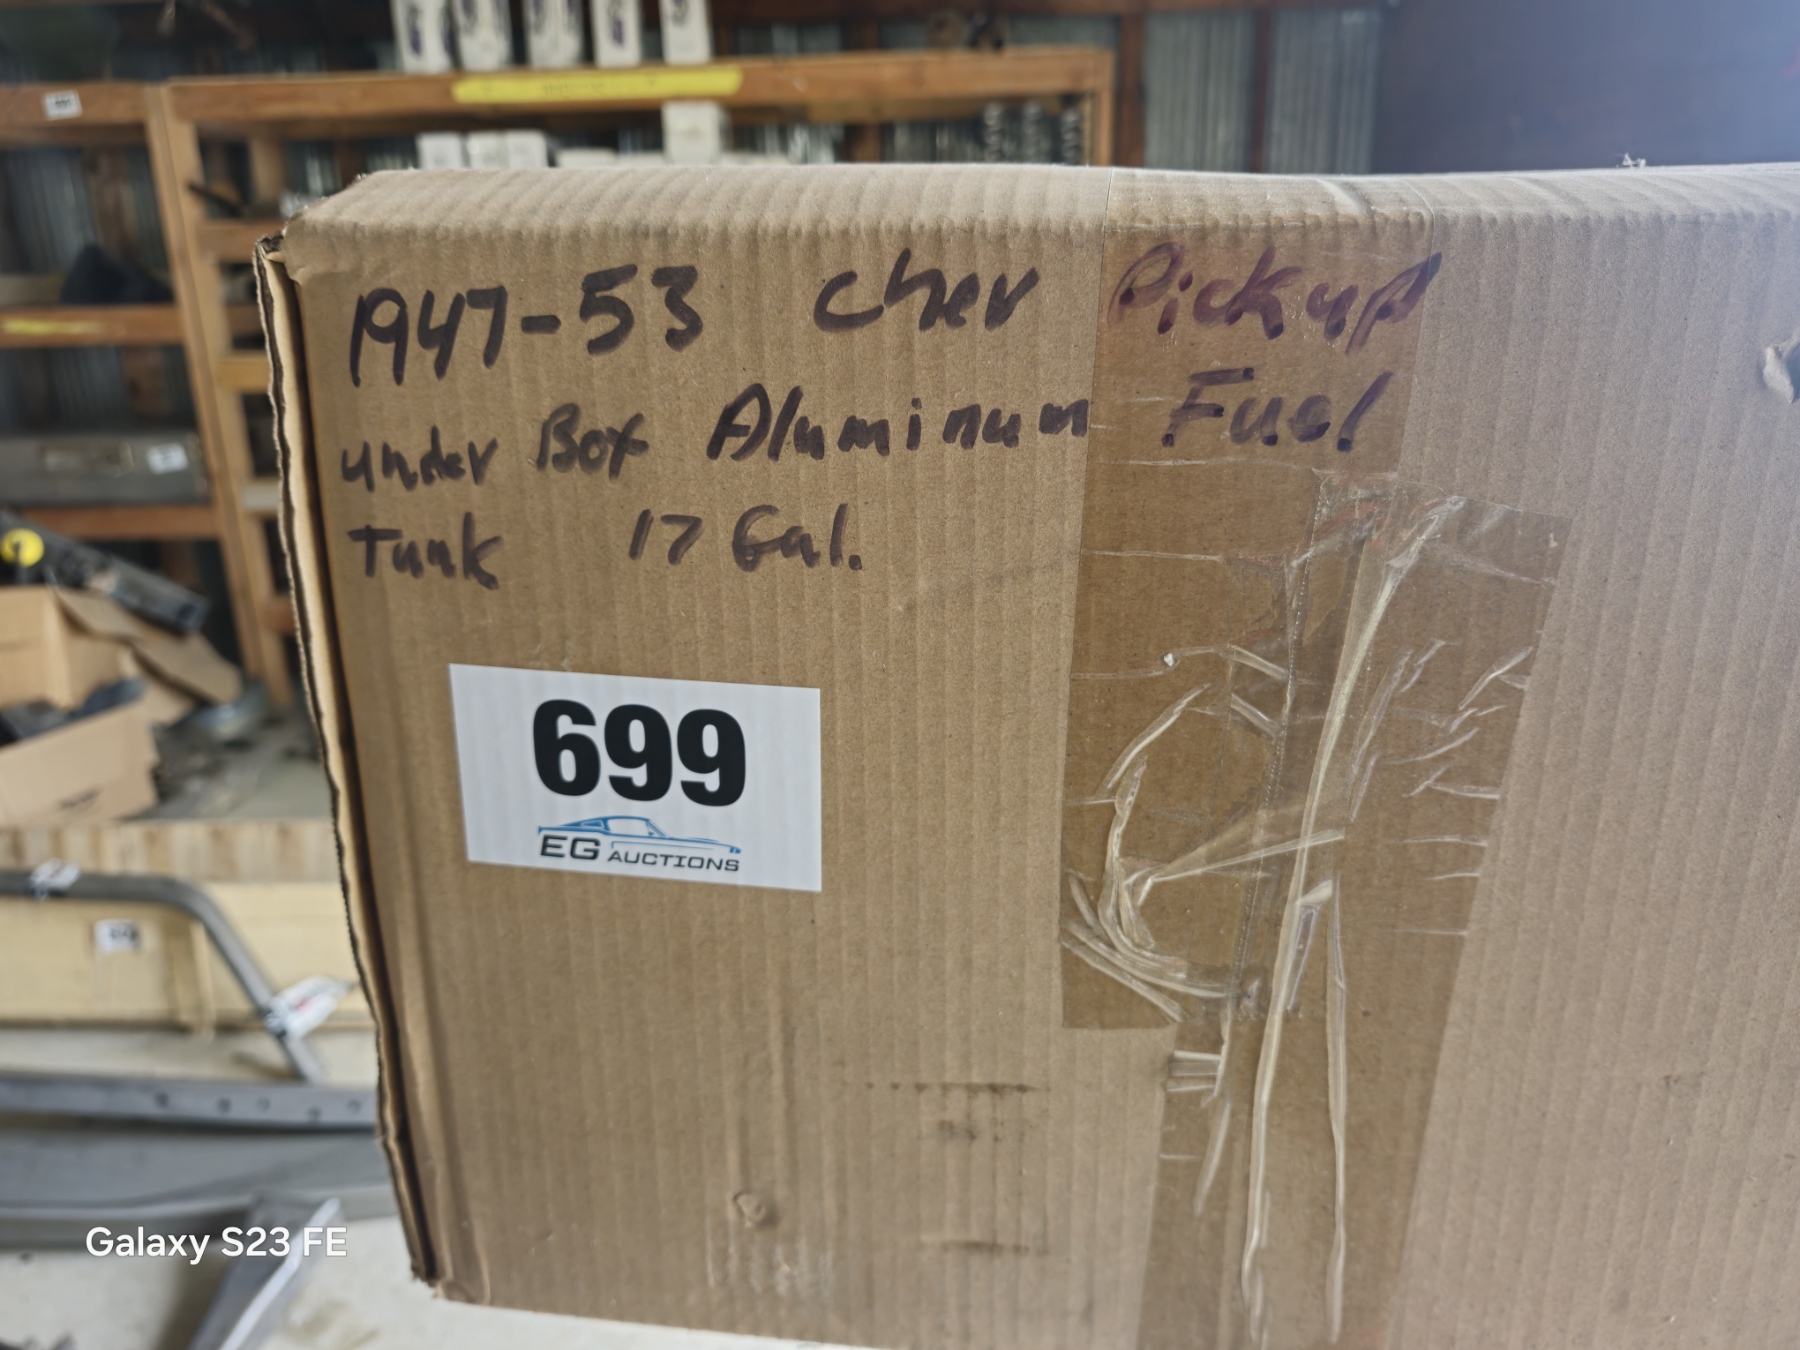 1947-53 Chev Pickup
under Box Aluminum Fuel
Tank 17 Gal.
699
EG AUCTIONS
Galaxy S23 FE